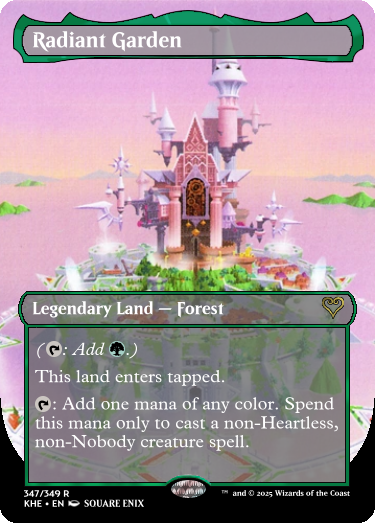 Radiant Garden
Legendary Land — Forest
(: Add .)
This land enters tapped.
: Add one mana of any color. Spend
this mana only to cast a non-Heartless,
non-Nobody creature spell.
347/349 R
KHE • EN SQUARE ENIX
™ and © 2025 Wizards of the Coast